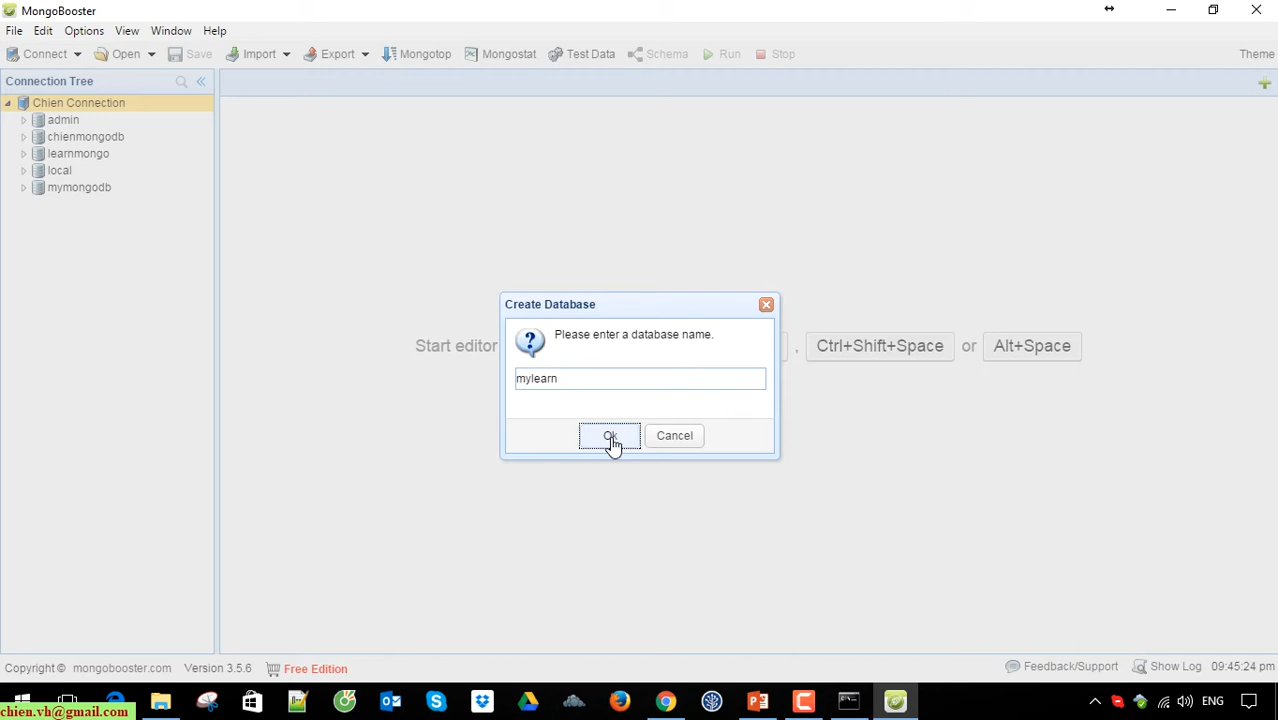 MongoBooster
File Edit Options View Window Help
Connect Open Save Import Export Mongotop Mongostat Test Data Schema Run Stop Theme
Connection Tree
Chien Connection
admin
chienmongodb
learnmongo
local
mymongodb
Create Database
Please enter a database name.
mylearn
Ok Cancel
Start editor , Ctrl+Shift+Space or Alt+Space
Copyright © mongobooster.com Version 3.5.6 Free Edition Feedback/Support Show Log 09:45:24 pm
ENG
chien.vh@gmail.com